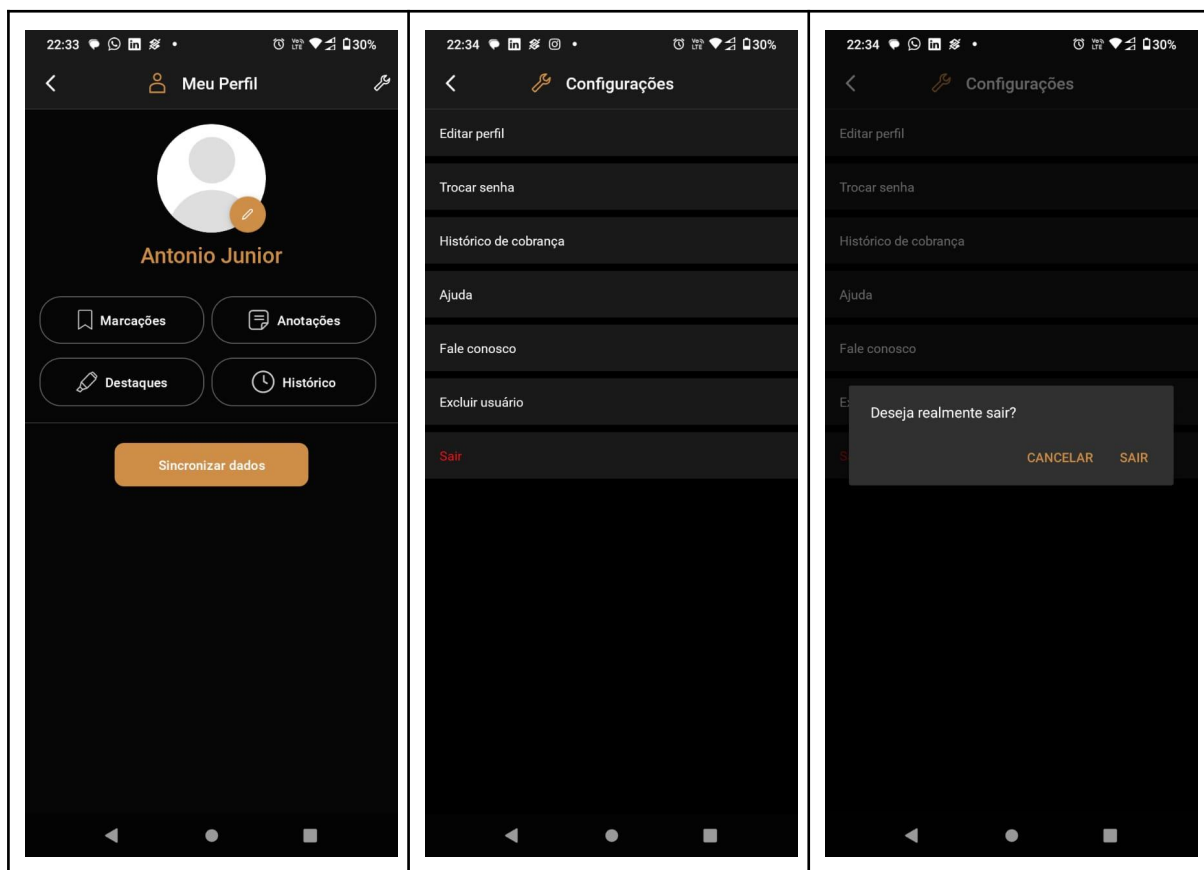 22:33
30%
Meu Perfil
Antonio Junior
Marcações
Anotações
Destaques
Histórico
Sincronizar dados
22:34
30%
Configurações
Editar perfil
Trocar senha
Histórico de cobrança
Ajuda
Fale conosco
Excluir usuário
Sair
22:34
30%
Configurações
Editar perfil
Trocar senha
Histórico de cobrança
Ajuda
Fale conosco
Deseja realmente sair?
CANCELAR SAIR